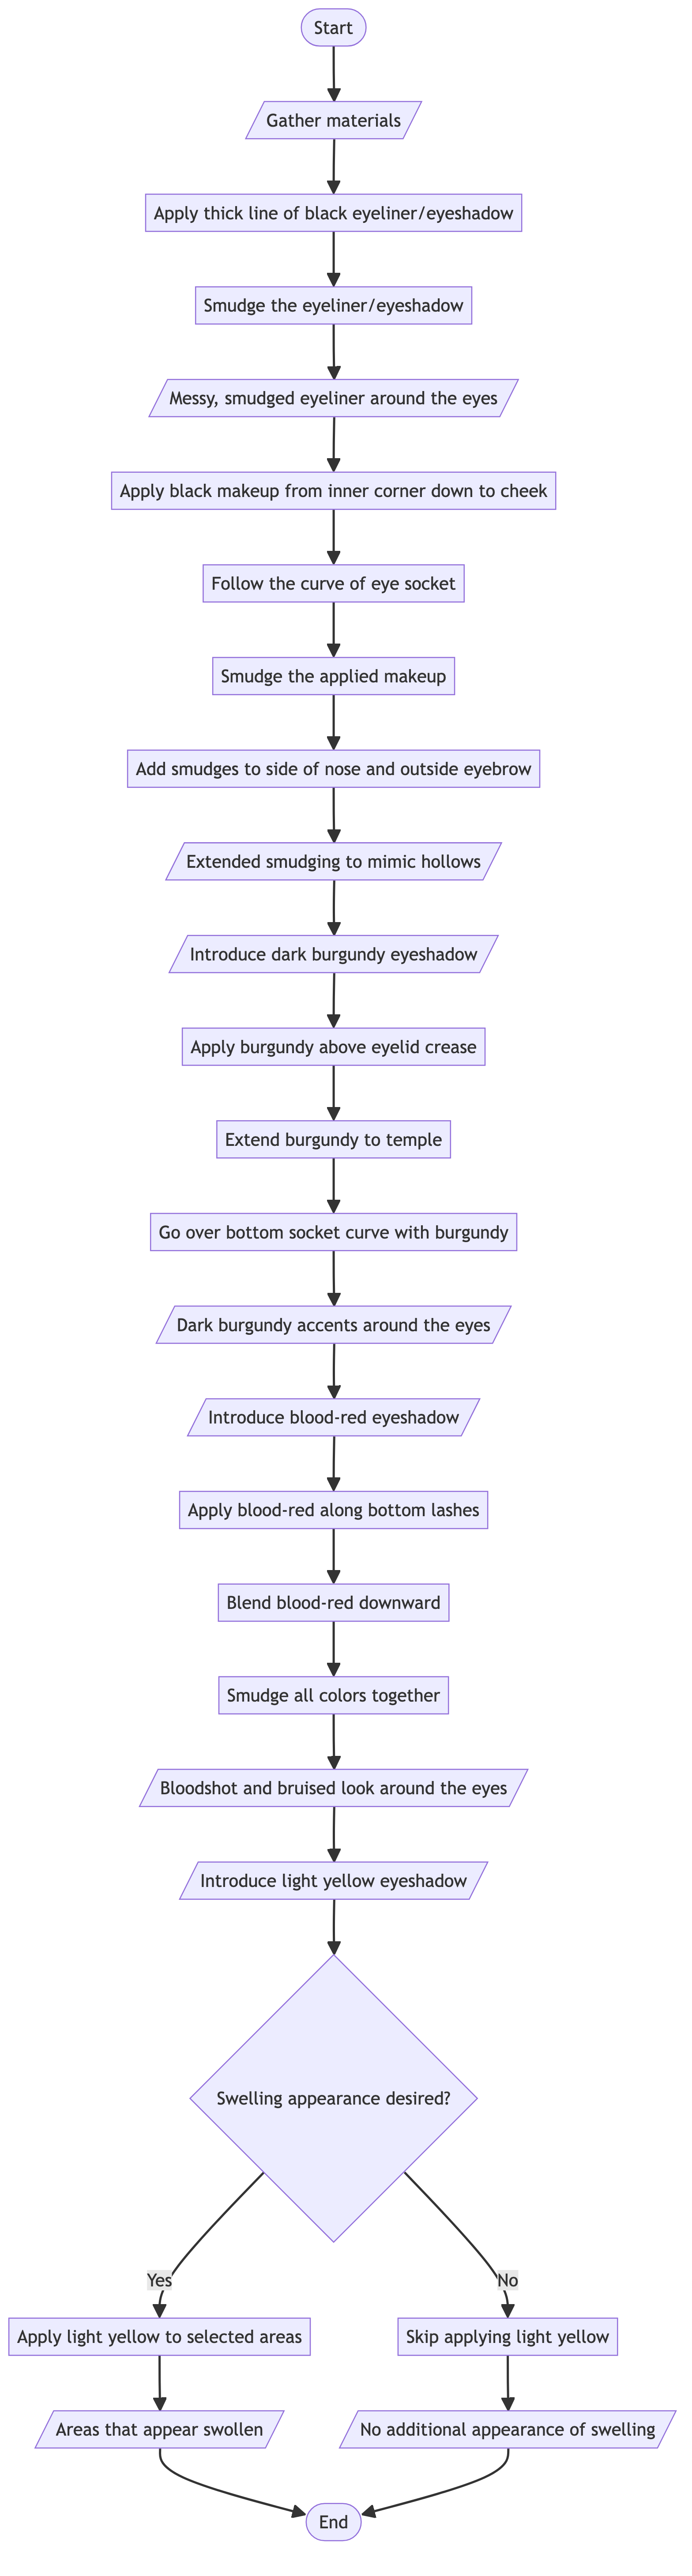 Start
Gather materials
Apply thick line of black eyeliner/eyeshadow
Smudge the eyeliner/eyeshadow
Messy, smudged eyeliner around the eyes
Apply black makeup from inner corner down to cheek
Follow the curve of eye socket
Smudge the applied makeup
Add smudges to side of nose and outside eyebrow
Extended smudging to mimic hollows
Introduce dark burgundy eyeshadow
Apply burgundy above eyelid crease
Extend burgundy to temple
Go over bottom socket curve with burgundy
Dark burgundy accents around the eyes
Introduce blood-red eyeshadow
Apply blood-red along bottom lashes
Blend blood-red downward
Smudge all colors together
Bloodshot and bruised look around the eyes
Introduce light yellow eyeshadow
Swelling appearance desired?
Yes
No
Apply light yellow to selected areas
Skip applying light yellow
Areas that appear swollen
No additional appearance of swelling
End